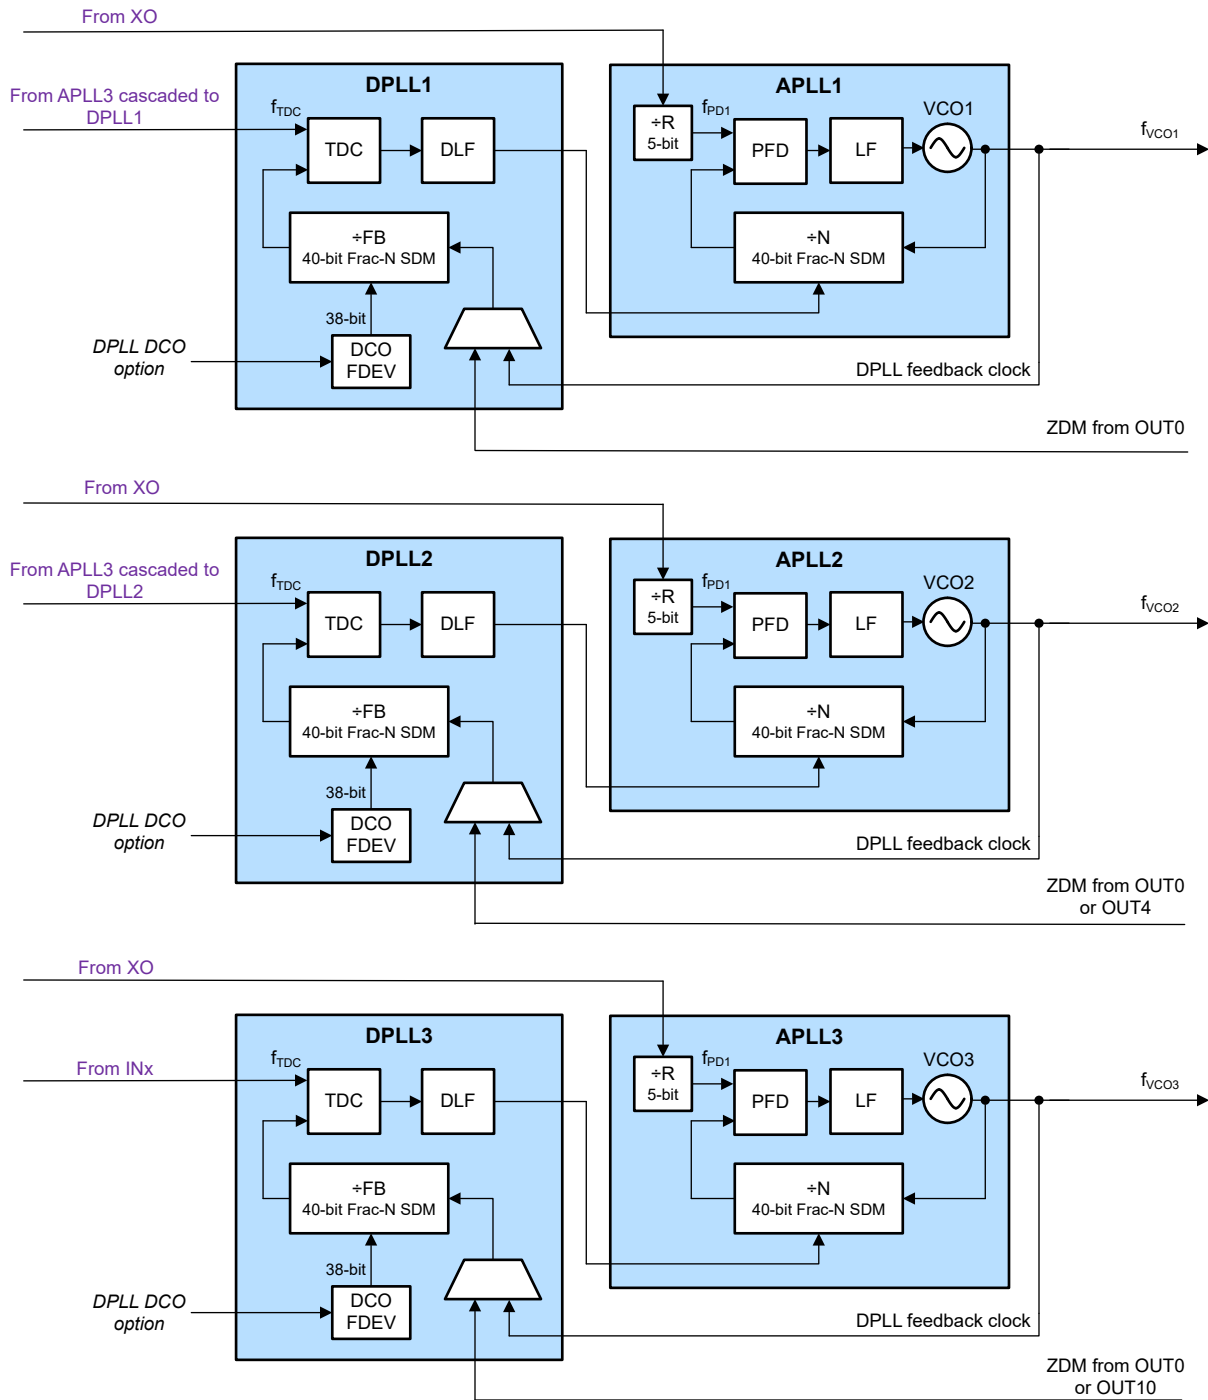 From XO
DPLL1
APLL1
From APLL3 cascaded to
DPLL1
fTDC
TDC
DLF
÷R
5-bit
fPD1
PFD
LF
VCO1
fVCO1
÷FB
40-bit Frac-N SDM
÷N
40-bit Frac-N SDM
38-bit
DPLL DCO
option
DCO
FDEV
DPLL feedback clock
ZDM from OUT0
From XO
DPLL2
APLL2
From APLL3 cascaded to
DPLL2
fTDC
TDC
DLF
÷R
5-bit
fPD1
PFD
LF
VCO2
fVCO2
÷FB
40-bit Frac-N SDM
÷N
40-bit Frac-N SDM
38-bit
DPLL DCO
option
DCO
FDEV
DPLL feedback clock
ZDM from OUT0
or OUT4
From XO
DPLL3
APLL3
From INx
fTDC
TDC
DLF
÷R
5-bit
fPD1
PFD
LF
VCO3
fVCO3
÷FB
40-bit Frac-N SDM
÷N
40-bit Frac-N SDM
38-bit
DPLL DCO
option
DCO
FDEV
DPLL feedback clock
ZDM from OUT0
or OUT10